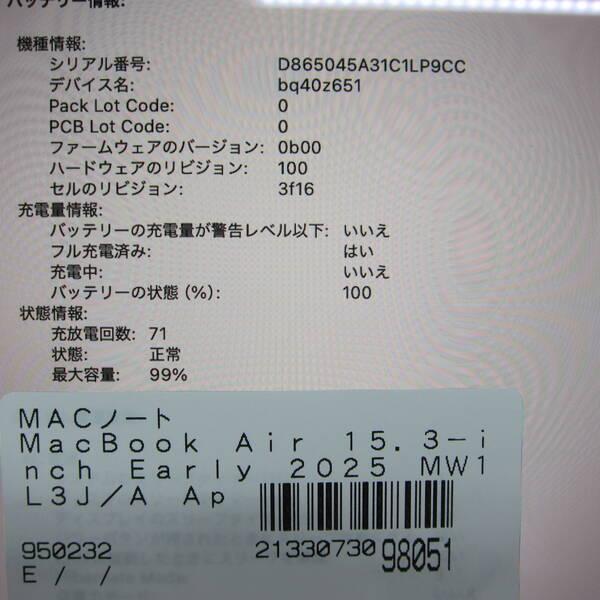 バッテリー情報:
機種情報:
シリアル番号: D865045A31C1LP9CC
デバイス名: bq40z651
Pack Lot Code: 0
PCB Lot Code: 0
ファームウェアのバージョン: 0b00
ハードウェアのリビジョン: 100
セルのリビジョン: 3f16
充電量情報:
バッテリーの充電量が警告レベル以下: いいえ
フル充電済み: はい
充電中: いいえ
バッテリーの状態 (%): 100
状態情報:
充放電回数: 71
状態: 正常
最大容量: 99%
MACノート
MacBook Air 15.3-i
nch Early 2025 MW1
L3J/A Ap
950232
21330730 98051
E / /